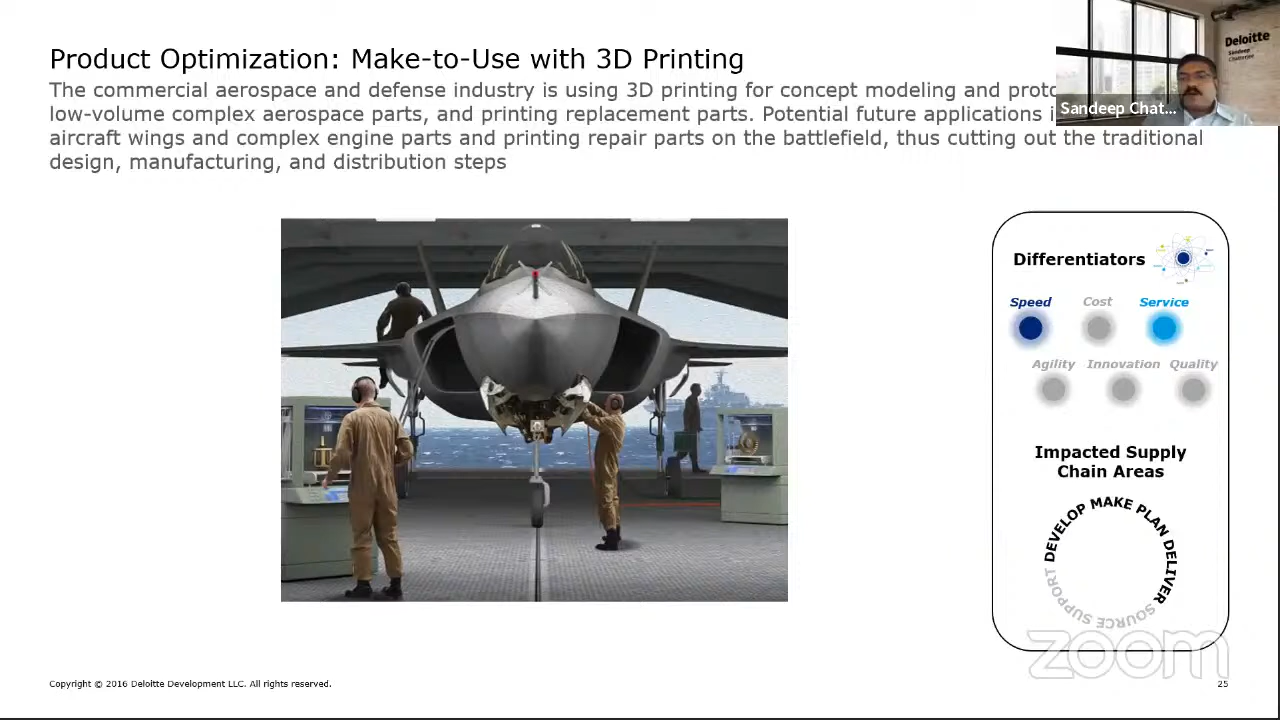 Product Optimization: Make-to-Use with 3D Printing
The commercial aerospace and defense industry is using 3D printing for concept modeling and
low-volume complex aerospace parts, and printing replacement parts. Potential future applications
aircraft wings and complex engine parts and printing repair parts on the battlefield, thus cutting out the traditional
design, manufacturing, and distribution steps
Deloitte
Sandeep
Chatterjee
Sandeep Chat...
Differentiators
Speed
Cost
Service
Agility
Innovation
Quality
Impacted Supply
Chain Areas
DEVELOP MAKE PLAN DELIVER SOURCE SUPPORT
zoom
Copyright © 2016 Deloitte Development LLC. All rights reserved.
25